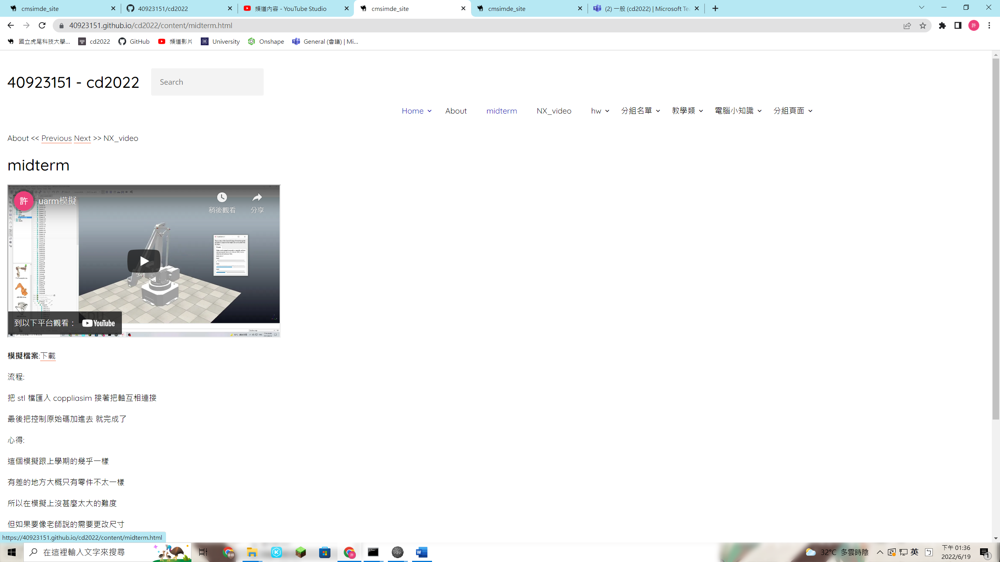 cmsimde_site
40923151/cd2022
頻道內容 - YouTube Studio
cmsimde_site
cmsimde_site
(2) 一般 (cd2022) | Microsoft Tea
40923151.github.io/cd2022/content/midterm.html
許
國立虎尾科技大學...
cd2022
GitHub
頻道影片
University
Onshape
General (會議) | Mi...
40923151 - cd2022
Search
Home
About
midterm
NX_video
hw
分組名單
教學類
電腦小知識
分組頁面
About << Previous Next >> NX_video
midterm
許
uarm模擬
稍後觀看
分享
到以下平台觀看：
YouTube
模擬檔案:下載
流程:
把 stl 檔匯入 coppliasim 接著把軸互相連接
最後把控制原始碼加進去 就完成了
心得:
這個模擬跟上學期的幾乎一樣
有差的地方大概只有零件不太一樣
所以在模擬上沒甚麼太大的難度
但如果要像老師說的需要更改尺寸
https://40923151.github.io/cd2022/content/midterm.html
在這裡輸入文字來搜尋
32°C 多雲時陰
英
ㄅ
下午 01:36
2022/6/19
1